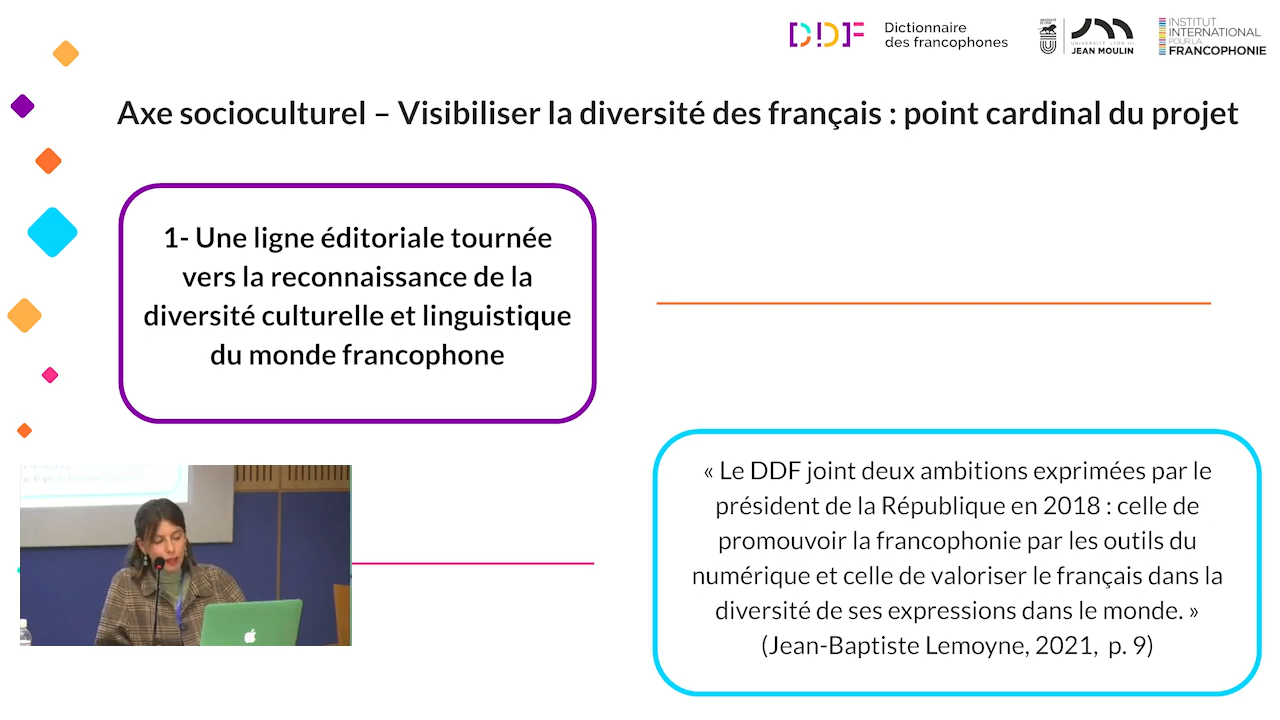 DDF
Dictionnaire
des francophones
UNIVERSITÉ LYON III
JEAN MOULIN
INSTITUT
INTERNATIONAL
POUR LA
FRANCOPHONIE
Axe socioculturel – Visibiliser la diversité des français : point cardinal du projet
1- Une ligne éditoriale tournée
vers la reconnaissance de la
diversité culturelle et linguistique
du monde francophone
« Le DDF joint deux ambitions exprimées par le
président de la République en 2018 : celle de
promouvoir la francophonie par les outils du
numérique et celle de valoriser le français dans la
diversité de ses expressions dans le monde. »
(Jean-Baptiste Lemoyne, 2021, p. 9)